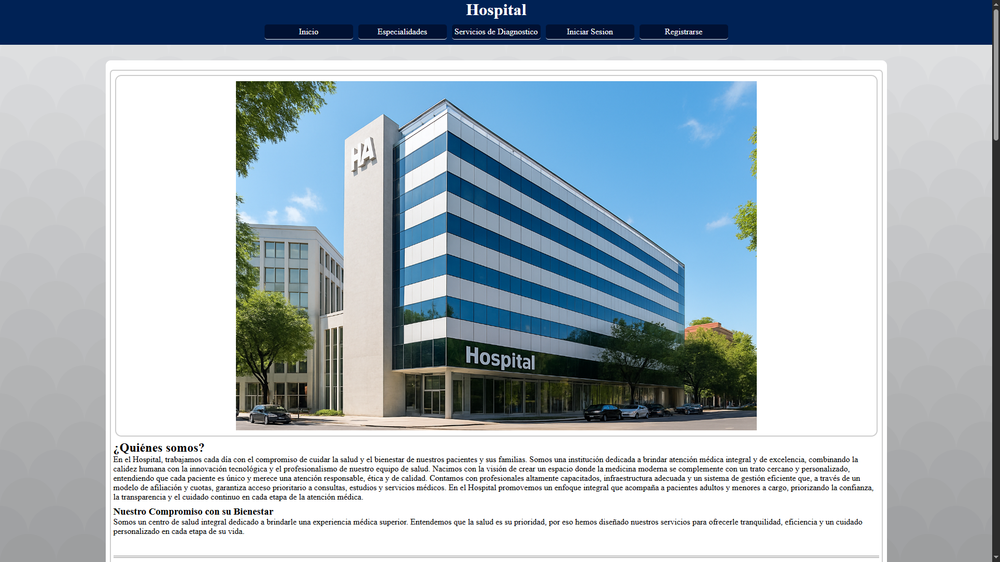 Hospital
Inicio
Especialidades
Servicios de Diagnostico
Iniciar Sesion
Registrarse
HA
Hospital
¿Quiénes somos?
En el Hospital, trabajamos cada día con el compromiso de cuidar la salud y el bienestar de nuestros pacientes y sus familias. Somos una institución dedicada a brindar atención médica integral y de excelencia, combinando la
calidez humana con la innovación tecnológica y el profesionalismo de nuestro equipo de salud. Nacimos con la visión de crear un espacio donde la medicina moderna se complemente con un trato cercano y personalizado,
entendiendo que cada paciente es único y merece una atención responsable, ética y de calidad. Contamos con profesionales altamente capacitados, infraestructura adecuada y un sistema de gestión eficiente que, a través de un
modelo de afiliación y cuotas, garantiza acceso prioritario a consultas, estudios y servicios médicos. En el Hospital promovemos un enfoque integral que acompaña a pacientes adultos y menores a cargo, priorizando la confianza,
la transparencia y el cuidado continuo en cada etapa de la atención médica.
Nuestro Compromiso con su Bienestar
Somos un centro de salud integral dedicado a brindarle una experiencia médica superior. Entendemos que la salud es su prioridad, por eso hemos diseñado nuestros servicios para ofrecerle tranquilidad, eficiencia y un cuidado
personalizado en cada etapa de su vida.